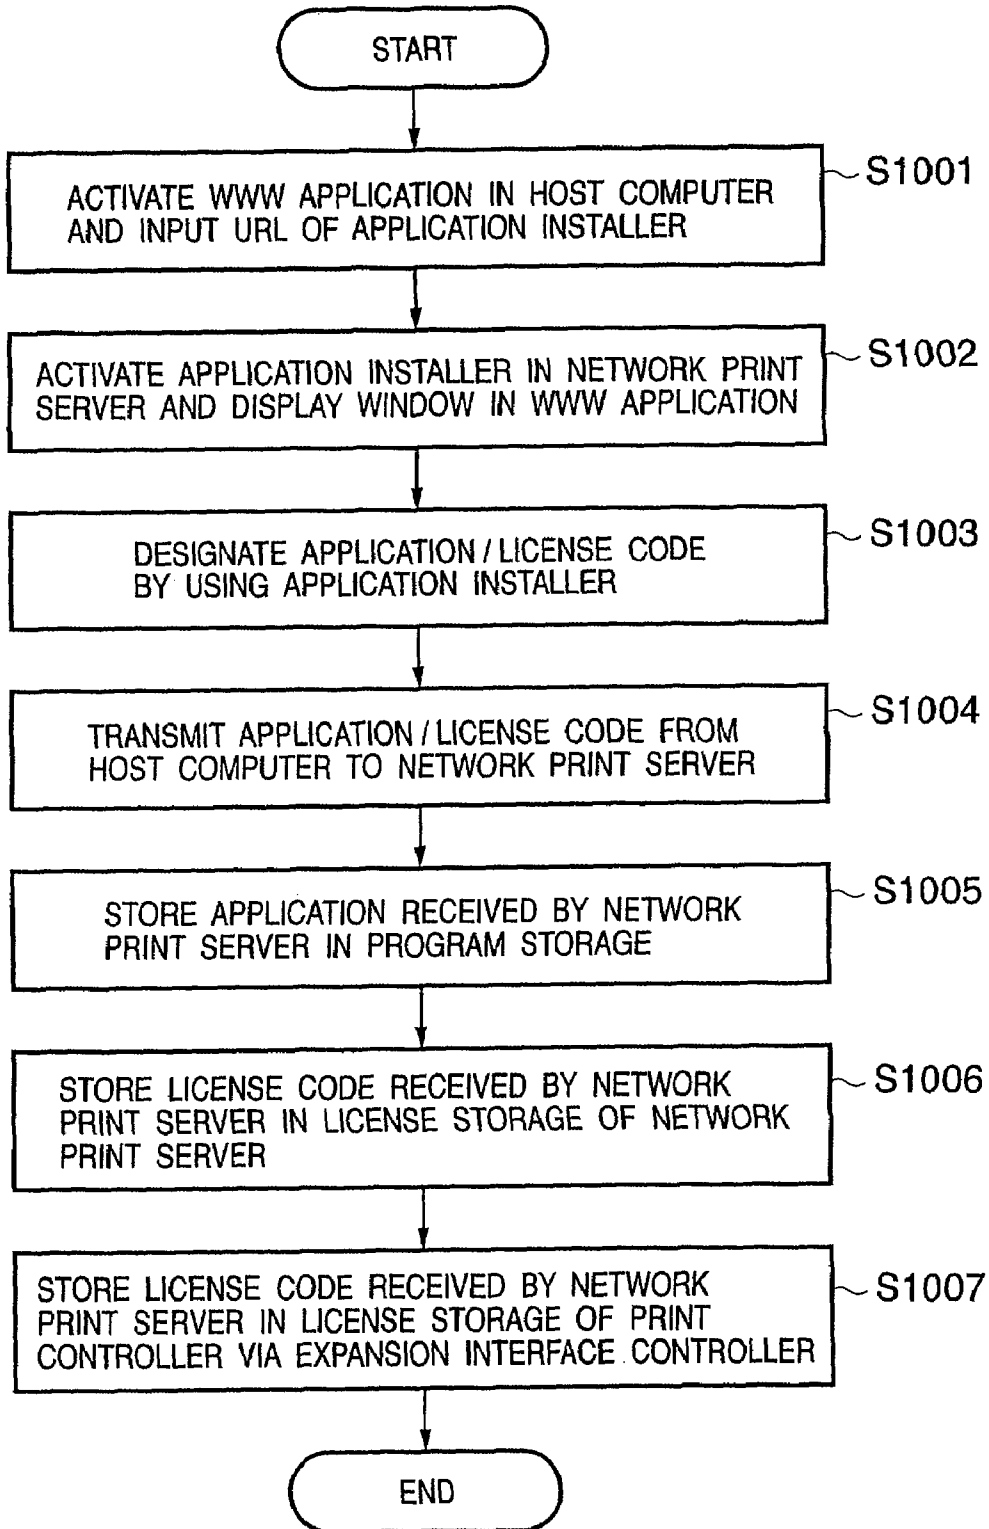 START
ACTIVATE WWW APPLICATION IN HOST COMPUTER
AND INPUT URL OF APPLICATION INSTALLER
S1001
ACTIVATE APPLICATION INSTALLER IN NETWORK PRINT
SERVER AND DISPLAY WINDOW IN WWW APPLICATION
S1002
DESIGNATE APPLICATION / LICENSE CODE
BY USING APPLICATION INSTALLER
S1003
TRANSMIT APPLICATION / LICENSE CODE FROM
HOST COMPUTER TO NETWORK PRINT SERVER
S1004
STORE APPLICATION RECEIVED BY NETWORK
PRINT SERVER IN PROGRAM STORAGE
S1005
STORE LICENSE CODE RECEIVED BY NETWORK
PRINT SERVER IN LICENSE STORAGE OF NETWORK
PRINT SERVER
S1006
STORE LICENSE CODE RECEIVED BY NETWORK
PRINT SERVER IN LICENSE STORAGE OF PRINT
CONTROLLER VIA EXPANSION INTERFACE CONTROLLER
S1007
END